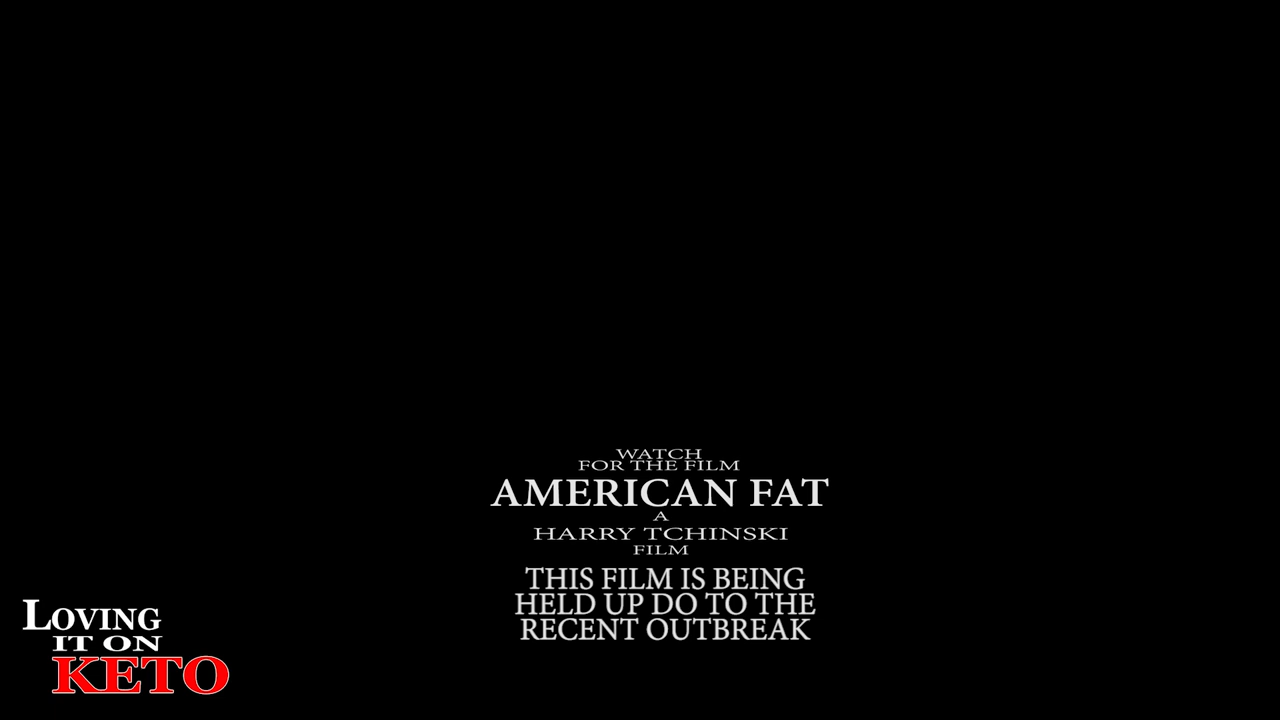 WATCH
FOR THE FILM
AMERICAN FAT
A
HARRY TCHINSKI
FILM
THIS FILM IS BEING
HELD UP DO TO THE
RECENT OUTBREAK
LOVING
IT ON
KETO